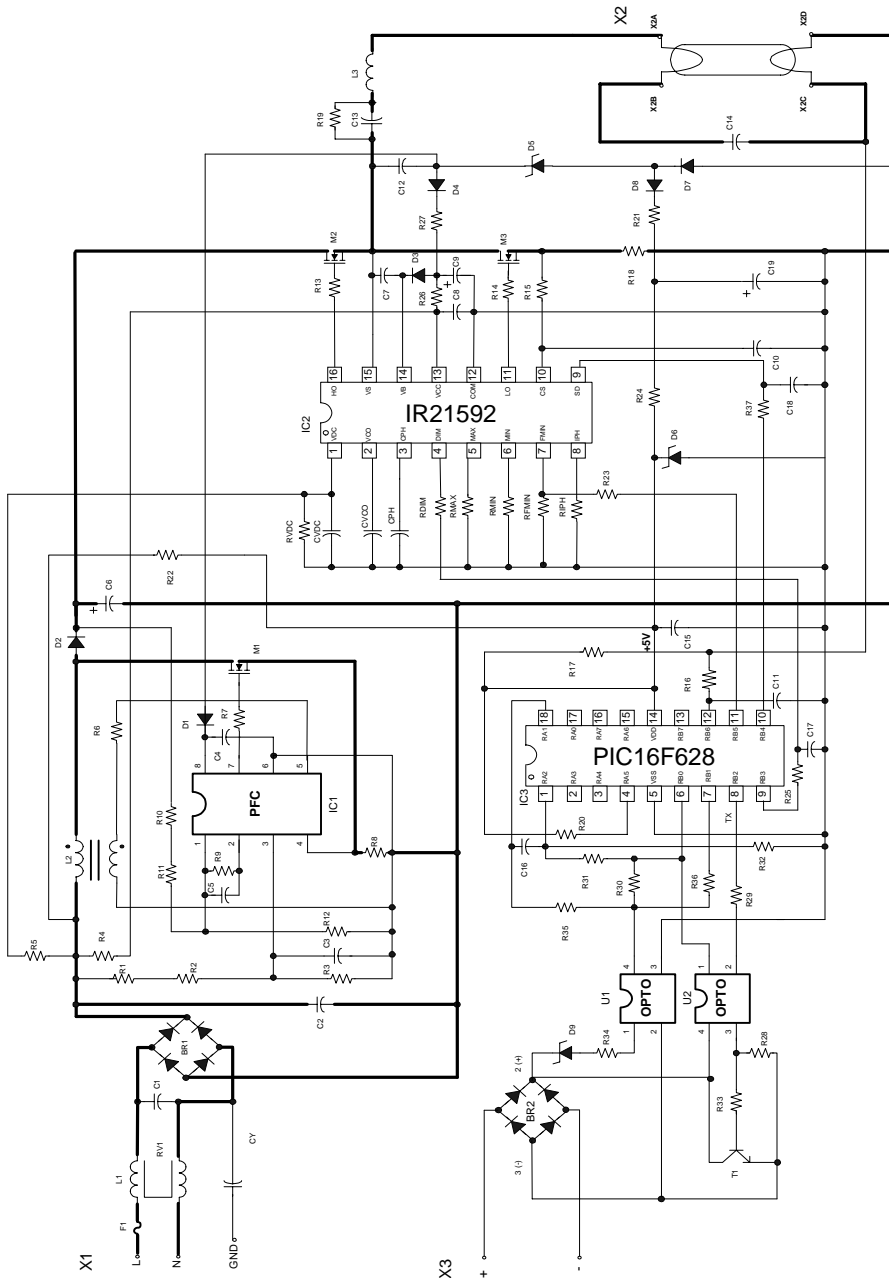 X1
F1
L
N
GND
L1
RV1
C1
CY
BR1
C2
R5
R4
R1
R2
R3
C3
R12
L2
R11
R10
R6
C5
R9
1
2
3
4
PFC
IC1
8
7
6
5
R8
C4
D1
R7
M1
D2
+
C6
R22
RVDC
CVDC
CVCO
CPH
RDIM
RMAX
RMIN
RFMIN
RIPH
R23
IC2
IR21592
1 VDC
2 VCO
3 CPH
4 DIM
5 MAX
6 MIN
7 FMIN
8 IPH
16 HO
15 VS
14 VB
13 VCC
12 COM
11 LO
10 CS
9 SD
R13
M2
C7
D3
R26
C8
+
C9
R14
M3
R15
R27
D4
C12
R19
C13
L3
D5
D8
R21
D7
R18
R24
D6
+
C19
C10
C18
R37
X2
X2A
X2B
X2C
X2D
C14
X3
+
-
BR2
2 (+)
3 (-)
D9
R34
U1
OPTO
1
2
3
4
U2
OPTO
1
2
3
4
R28
R33
T1
R35
R30
R31
R36
R29
R32
C16
R20
TX
IC3
PIC16F628
1 RA2
2 RA3
3 RA4
4 RA5
5 VSS
6 RB0
7 RB1
8 RB2
9 RB3
18 RA1
17 RA0
16 RA7
15 RA6
14 VDD
13 RB7
12 RB6
11 RB5
10 RB4
R17
R16
C11
+5V
C15
R25
C17